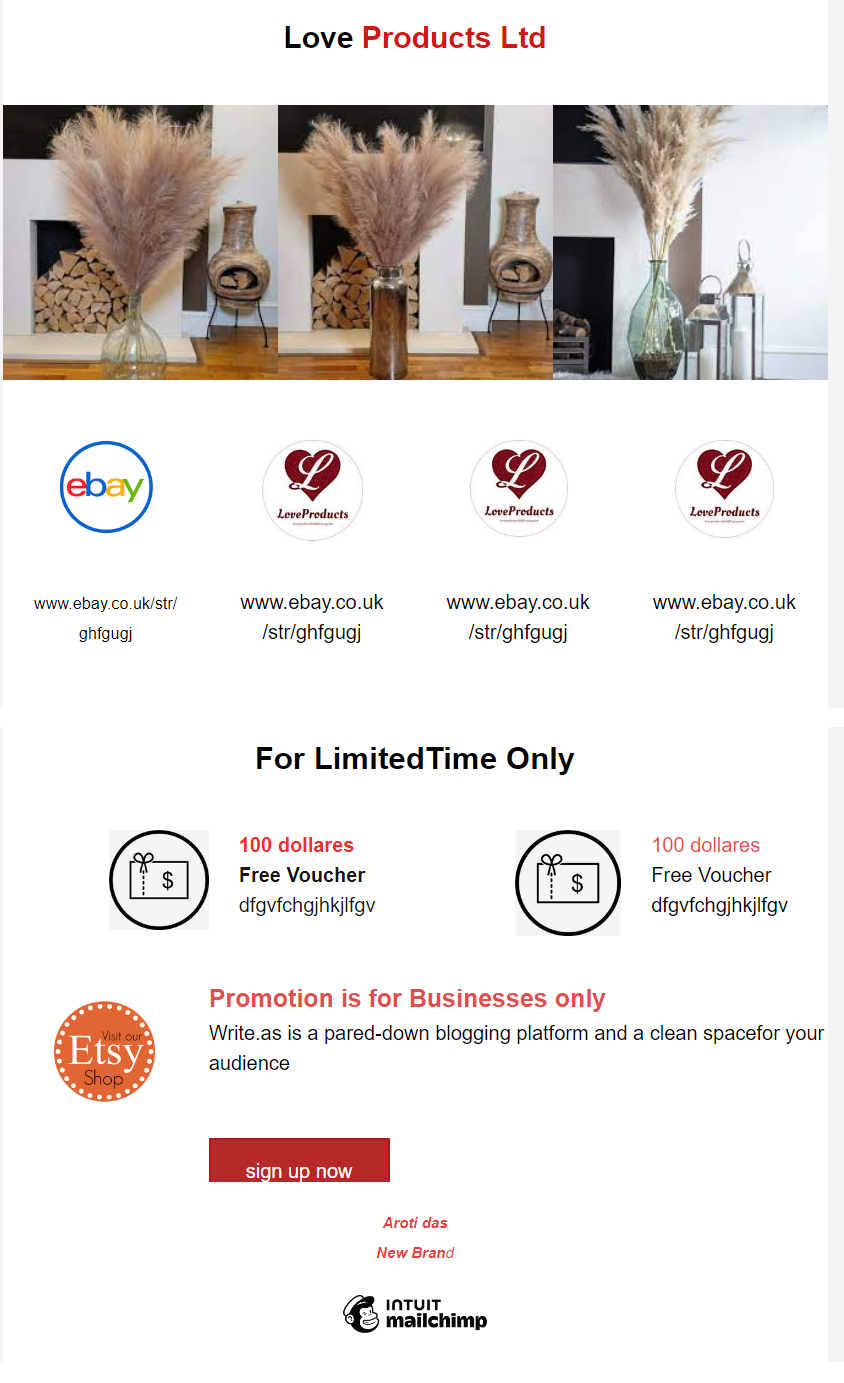 Love Products Ltd
ebay
L
LoveProducts
L
LoveProducts
L
LoveProducts
www.ebay.co.uk/str/
ghfgugj
www.ebay.co.uk
/str/ghfgugj
www.ebay.co.uk
/str/ghfgugj
www.ebay.co.uk
/str/ghfgugj
For LimitedTime Only
$
100 dollares
Free Voucher
dfgvfchgjhkjlfgv
$
100 dollares
Free Voucher
dfgvfchgjhkjlfgv
Visit our
Etsy
Shop
Promotion is for Businesses only
Write.as is a pared-down blogging platform and a clean spacefor your
audience
sign up now
Aroti das
New Brand
INTUIT
mailchimp